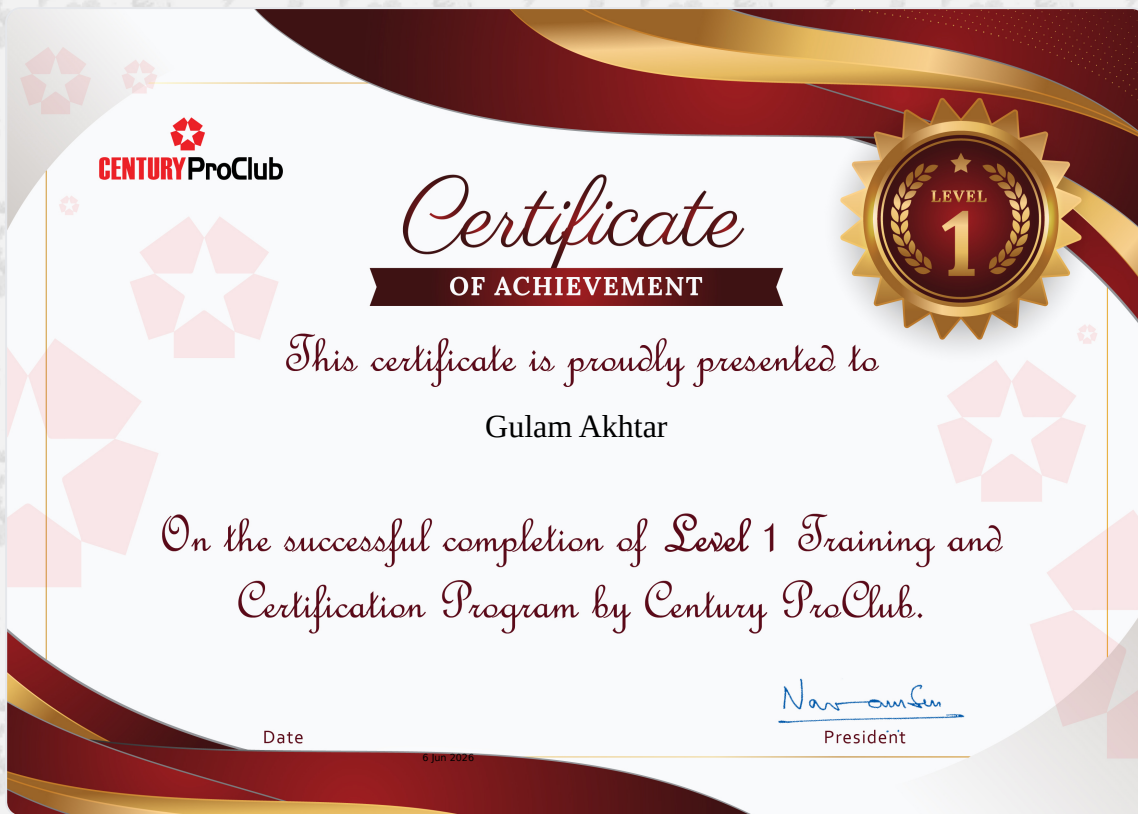 CENTURY ProClub
LEVEL
1
Certificate
OF ACHIEVEMENT
This certificate is proudly presented to
Gulam Akhtar
On the successful completion of Level 1 Training and
Certification Program by Century ProClub.
Date
President
6 Jun 2026